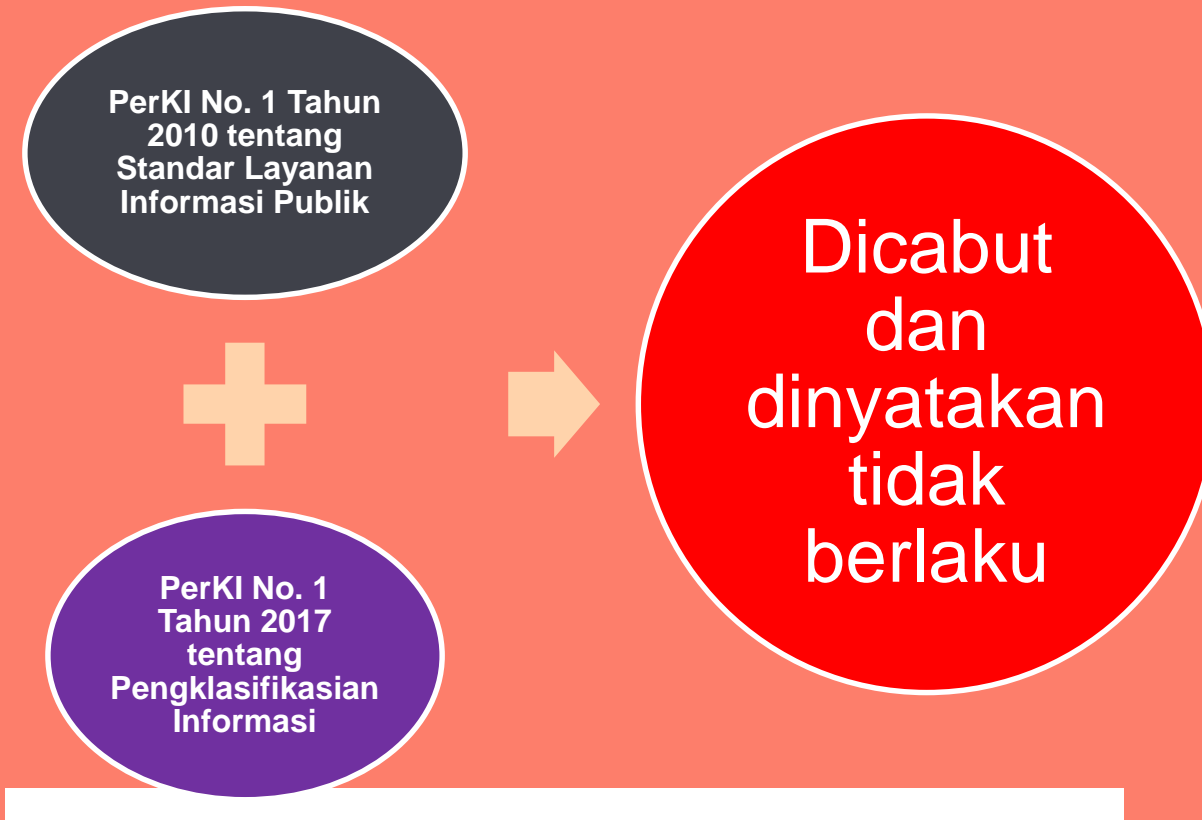 PerKI No. 1 Tahun
2010 tentang
Standar Layanan
Informasi Publik
PerKI No. 1
Tahun 2017
tentang
Pengklasifikasian
Informasi
Dicabut
dan
dinyatakan
tidak
berlaku